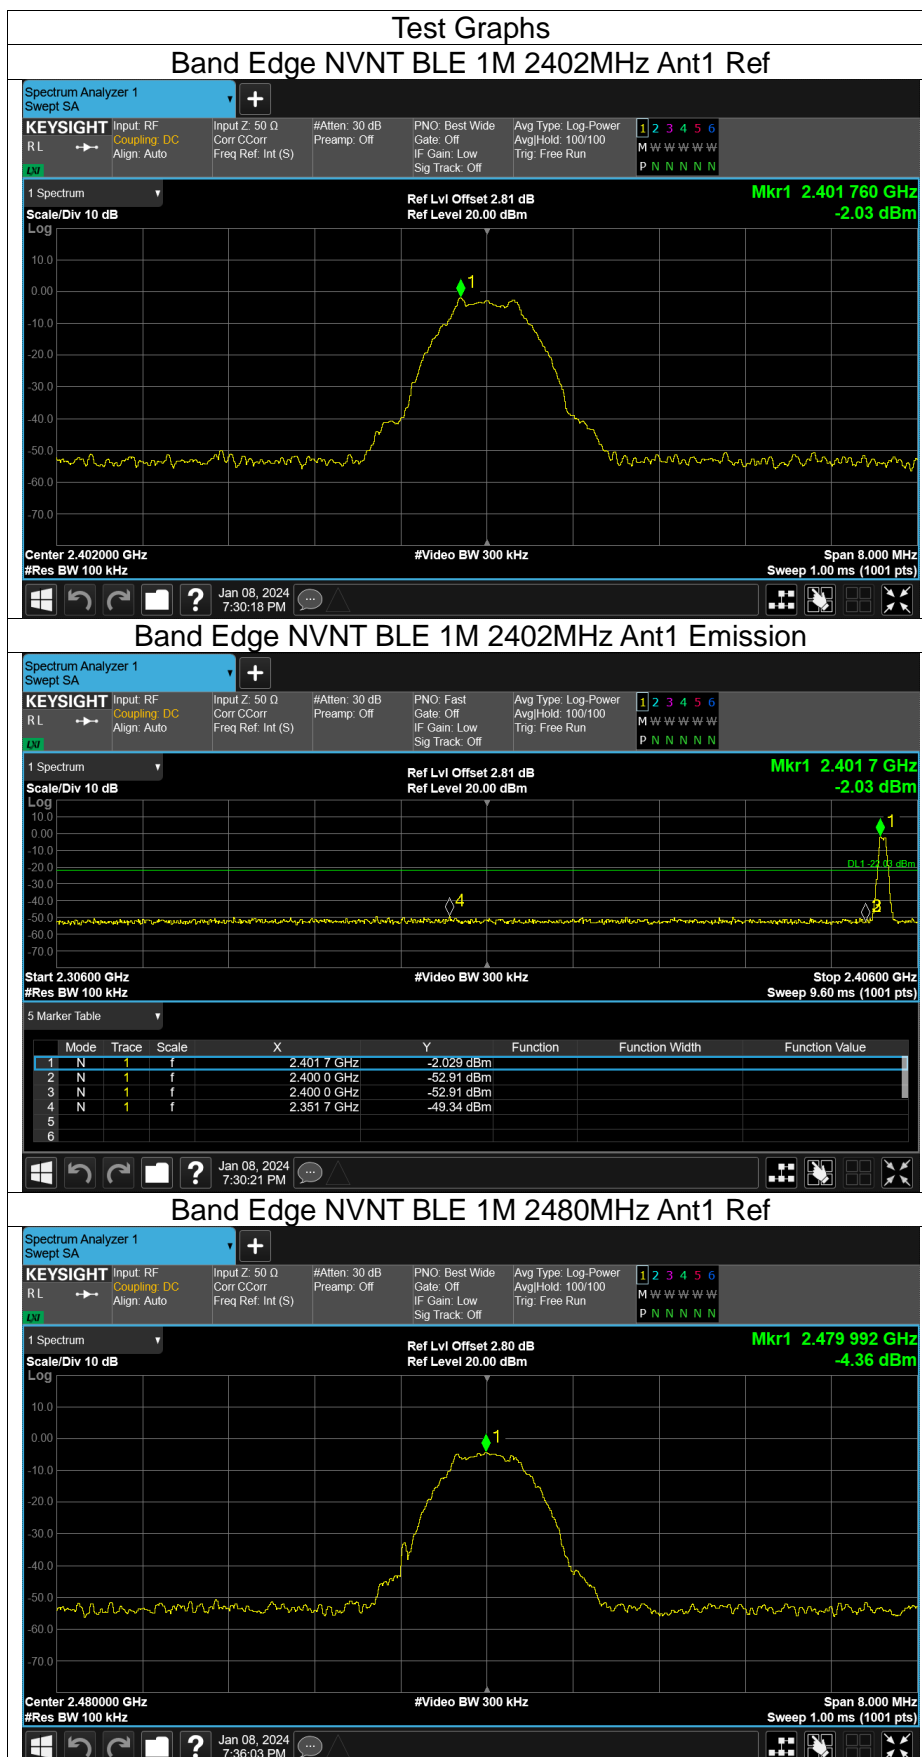 Test Graphs
Band Edge NVNT BLE 1M 2402MHz Ant1 Ref
Spectrum Analyzer 1
Swept SA
KEYSIGHT Input: RF Input Z: 50 Ω #Atten: 30 dB PNO: Best Wide Avg Type: Log-Power 1 2 3 4 5 6
RL Coupling: DC Corr CCorr Preamp: Off Gate: Off Avg|Hold: 100/100 M W W W W W
Align: Auto Freq Ref: Int (S) IF Gain: Low Trig: Free Run
LXI Sig Track: Off P N N N N N
1 Spectrum Ref Lvl Offset 2.81 dB Mkr1 2.401 760 GHz
Scale/Div 10 dB Ref Level 20.00 dBm -2.03 dBm
Log
1
10.0
0.00
-10.0
-20.0
-30.0
-40.0
-50.0
-60.0
-70.0
Center 2.402000 GHz #Video BW 300 kHz Span 8.000 MHz
#Res BW 100 kHz Sweep 1.00 ms (1001 pts)
? Jan 08, 2024
7:30:18 PM
Band Edge NVNT BLE 1M 2402MHz Ant1 Emission
Spectrum Analyzer 1
Swept SA
KEYSIGHT Input: RF Input Z: 50 Ω #Atten: 30 dB PNO: Fast Avg Type: Log-Power 1 2 3 4 5 6
RL Coupling: DC Corr CCorr Preamp: Off Gate: Off Avg|Hold: 100/100 M W W W W W
Align: Auto Freq Ref: Int (S) IF Gain: Low Trig: Free Run
LXI Sig Track: Off P N N N N N
1 Spectrum Ref Lvl Offset 2.81 dB Mkr1 2.401 7 GHz
Scale/Div 10 dB Ref Level 20.00 dBm -2.03 dBm
Log
10.0 1
0.00
-10.0
-20.0 DL1 -22.03 dBm
-30.0
-40.0 4 2
-50.0
-60.0
-70.0
Start 2.30600 GHz #Video BW 300 kHz Stop 2.40600 GHz
#Res BW 100 kHz Sweep 9.60 ms (1001 pts)
5 Marker Table
Mode Trace Scale X Y Function Function Width Function Value
1 N 1 f 2.401 7 GHz -2.029 dBm
2 N 1 f 2.400 0 GHz -52.91 dBm
3 N 1 f 2.400 0 GHz -52.91 dBm
4 N 1 f 2.351 7 GHz -49.34 dBm
5
6
? Jan 08, 2024
7:30:21 PM
Band Edge NVNT BLE 1M 2480MHz Ant1 Ref
Spectrum Analyzer 1
Swept SA
KEYSIGHT Input: RF Input Z: 50 Ω #Atten: 30 dB PNO: Best Wide Avg Type: Log-Power 1 2 3 4 5 6
RL Coupling: DC Corr CCorr Preamp: Off Gate: Off Avg|Hold: 100/100 M W W W W W
Align: Auto Freq Ref: Int (S) IF Gain: Low Trig: Free Run
LXI Sig Track: Off P N N N N N
1 Spectrum Ref Lvl Offset 2.80 dB Mkr1 2.479 992 GHz
Scale/Div 10 dB Ref Level 20.00 dBm -4.36 dBm
Log
10.0
0.00 1
-10.0
-20.0
-30.0
-40.0
-50.0
-60.0
-70.0
Center 2.480000 GHz #Video BW 300 kHz Span 8.000 MHz
#Res BW 100 kHz Sweep 1.00 ms (1001 pts)
? Jan 08, 2024
7:36:03 PM